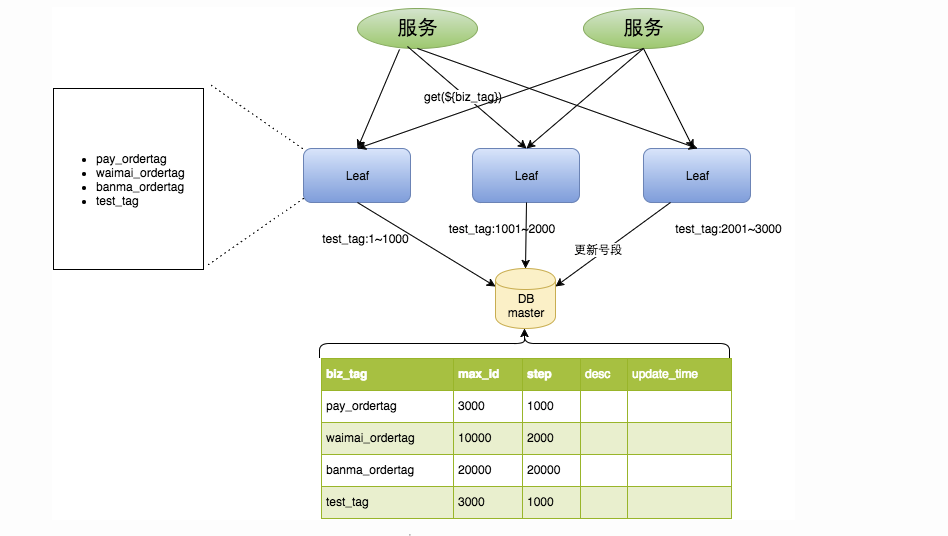 服务
服务
get(${biz_tag})
pay_ordertag
waimai_ordertag
banma_ordertag
test_tag
Leaf
Leaf
Leaf
test_tag:1~1000
test_tag:1001~2000
test_tag:2001~3000
更新号段
DB
master
biz_tag max_id step desc update_time
pay_ordertag 3000 1000
waimai_ordertag 10000 2000
banma_ordertag 20000 20000
test_tag 3000 1000